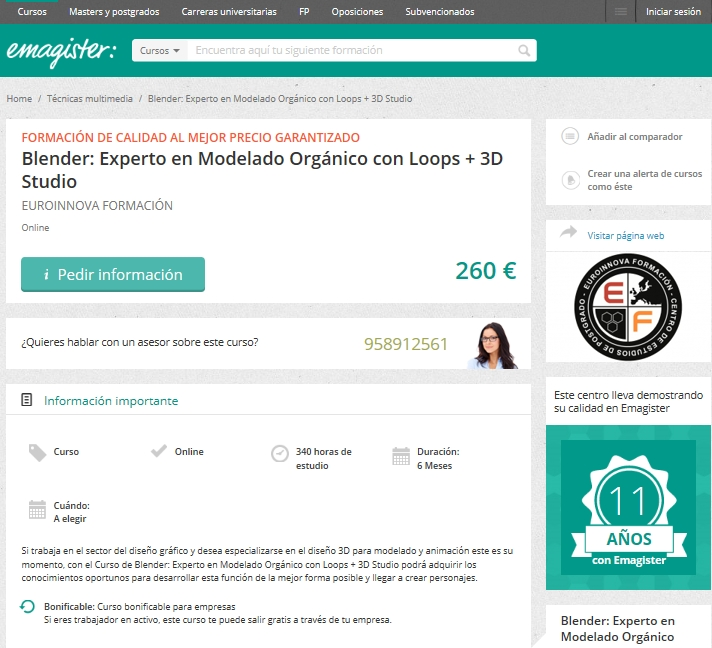 Cursos Masters y postgrados Carreras universitarias FP Oposiciones Subvencionados Iniciar sesión
emagister:
Cursos Encuentra aquí tu siguiente formación
Home / Técnicas multimedia / Blender: Experto en Modelado Orgánico con Loops + 3D Studio
FORMACIÓN DE CALIDAD AL MEJOR PRECIO GARANTIZADO
Blender: Experto en Modelado Orgánico con Loops + 3D
Studio
EUROINNOVA FORMACIÓN
Online
i Pedir información
260 €
¿Quieres hablar con un asesor sobre este curso?
958912561
Información importante
Curso
Online
340 horas de
estudio
Duración:
6 Meses
Cuándo:
A elegir
Si trabaja en el sector del diseño gráfico y desea especializarse en el diseño 3D para modelado y animación este es su
momento, con el Curso de Blender: Experto en Modelado Orgánico con Loops + 3D Studio podrá adquirir los
conocimientos oportunos para desarrollar esta función de la mejor forma posible y llegar a crear personajes.
Bonificable: Curso bonificable para empresas
Si eres trabajador en activo, este curso te puede salir gratis a través de tu empresa.
Añadir al comparador
Crear una alerta de cursos
como éste
Visitar página web
EUROINNOVA FORMACIÓN - CENTRO DE ESTUDIOS DE POSTGRADO -
E
F
Este centro lleva demostrando
su calidad en Emagister
11
AÑOS
con Emagister
Blender: Experto en
Modelado Orgánico